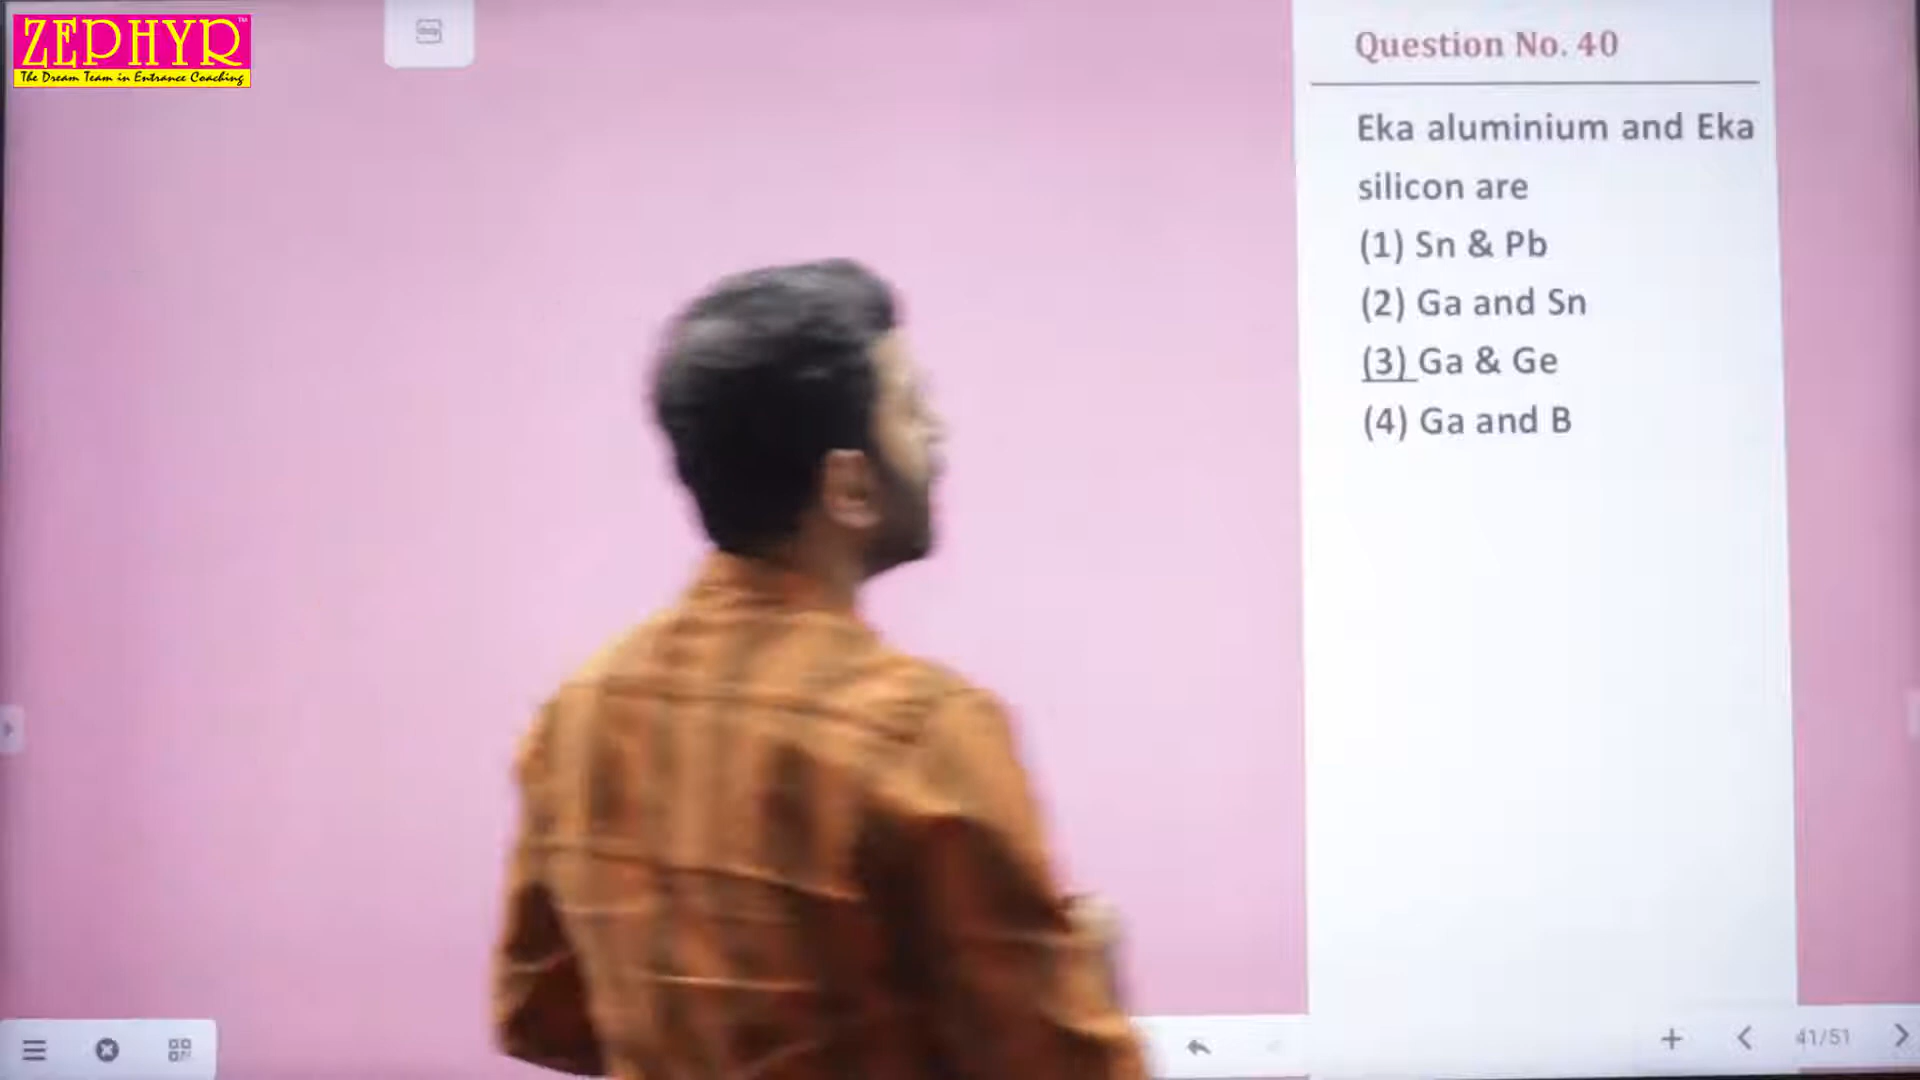 ZEPHYR™
The Dream Team in Entrance Coaching
Question No. 40
Eka aluminium and Eka
silicon are
(1) Sn & Pb
(2) Ga and Sn
(3) Ga & Ge
(4) Ga and B
41/51